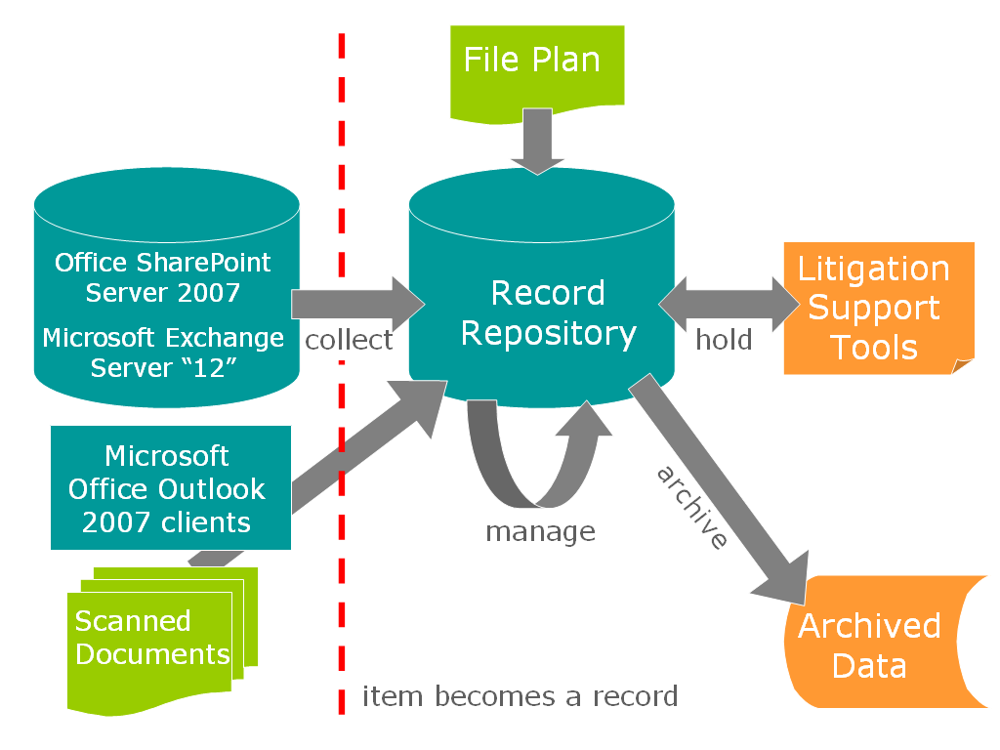 File Plan
Office SharePoint
Server 2007
Microsoft Exchange
Server “12”
collect
Record
Repository
hold
Litigation
Support
Tools
Microsoft
Office Outlook
2007 clients
manage
archive
Scanned
Documents
Archived
Data
item becomes a record